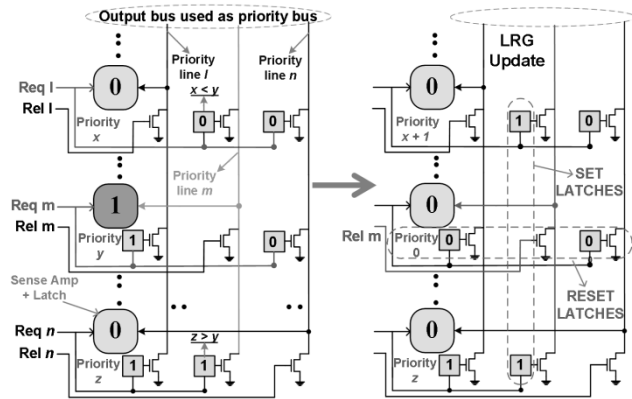 Output bus used as priority bus
Priority line l
Priority line n
LRG Update
0
Req l
Rel l
Priority x
x < y
0
0
0
Priority x + 1
1
0
Priority line m
SET LATCHES
1
Req m
Rel m
Priority y
1
0
0
Rel m
Priority 0
0
0
Sense Amp + Latch
RESET LATCHES
0
Req n
Rel n
Priority z
z > y
1
1
0
Priority z
1
1